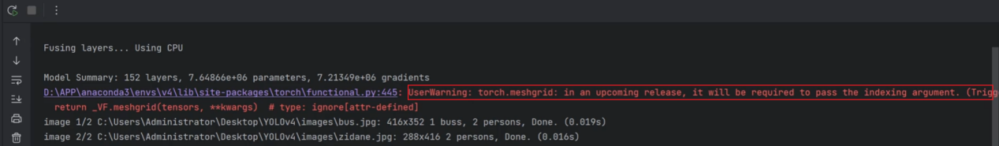 Fusing layers... Using CPU
Model Summary: 152 layers, 7.64866e+06 parameters, 7.21349e+06 gradients
D:\APP\anaconda3\envs\v4\lib\site-packages\torch\functional.py:445: UserWarning: torch.meshgrid: in an upcoming release, it will be required to pass the indexing argument. (Trigg
return _VF.meshgrid(tensors, **kwargs)  # type: ignore[attr-defined]
image 1/2 C:\Users\Administrator\Desktop\YOLOv4\images\bus.jpg: 416x352 1 buss, 2 persons, Done. (0.019s)
image 2/2 C:\Users\Administrator\Desktop\YOLOv4\images\zidane.jpg: 288x416 2 persons, Done. (0.016s)